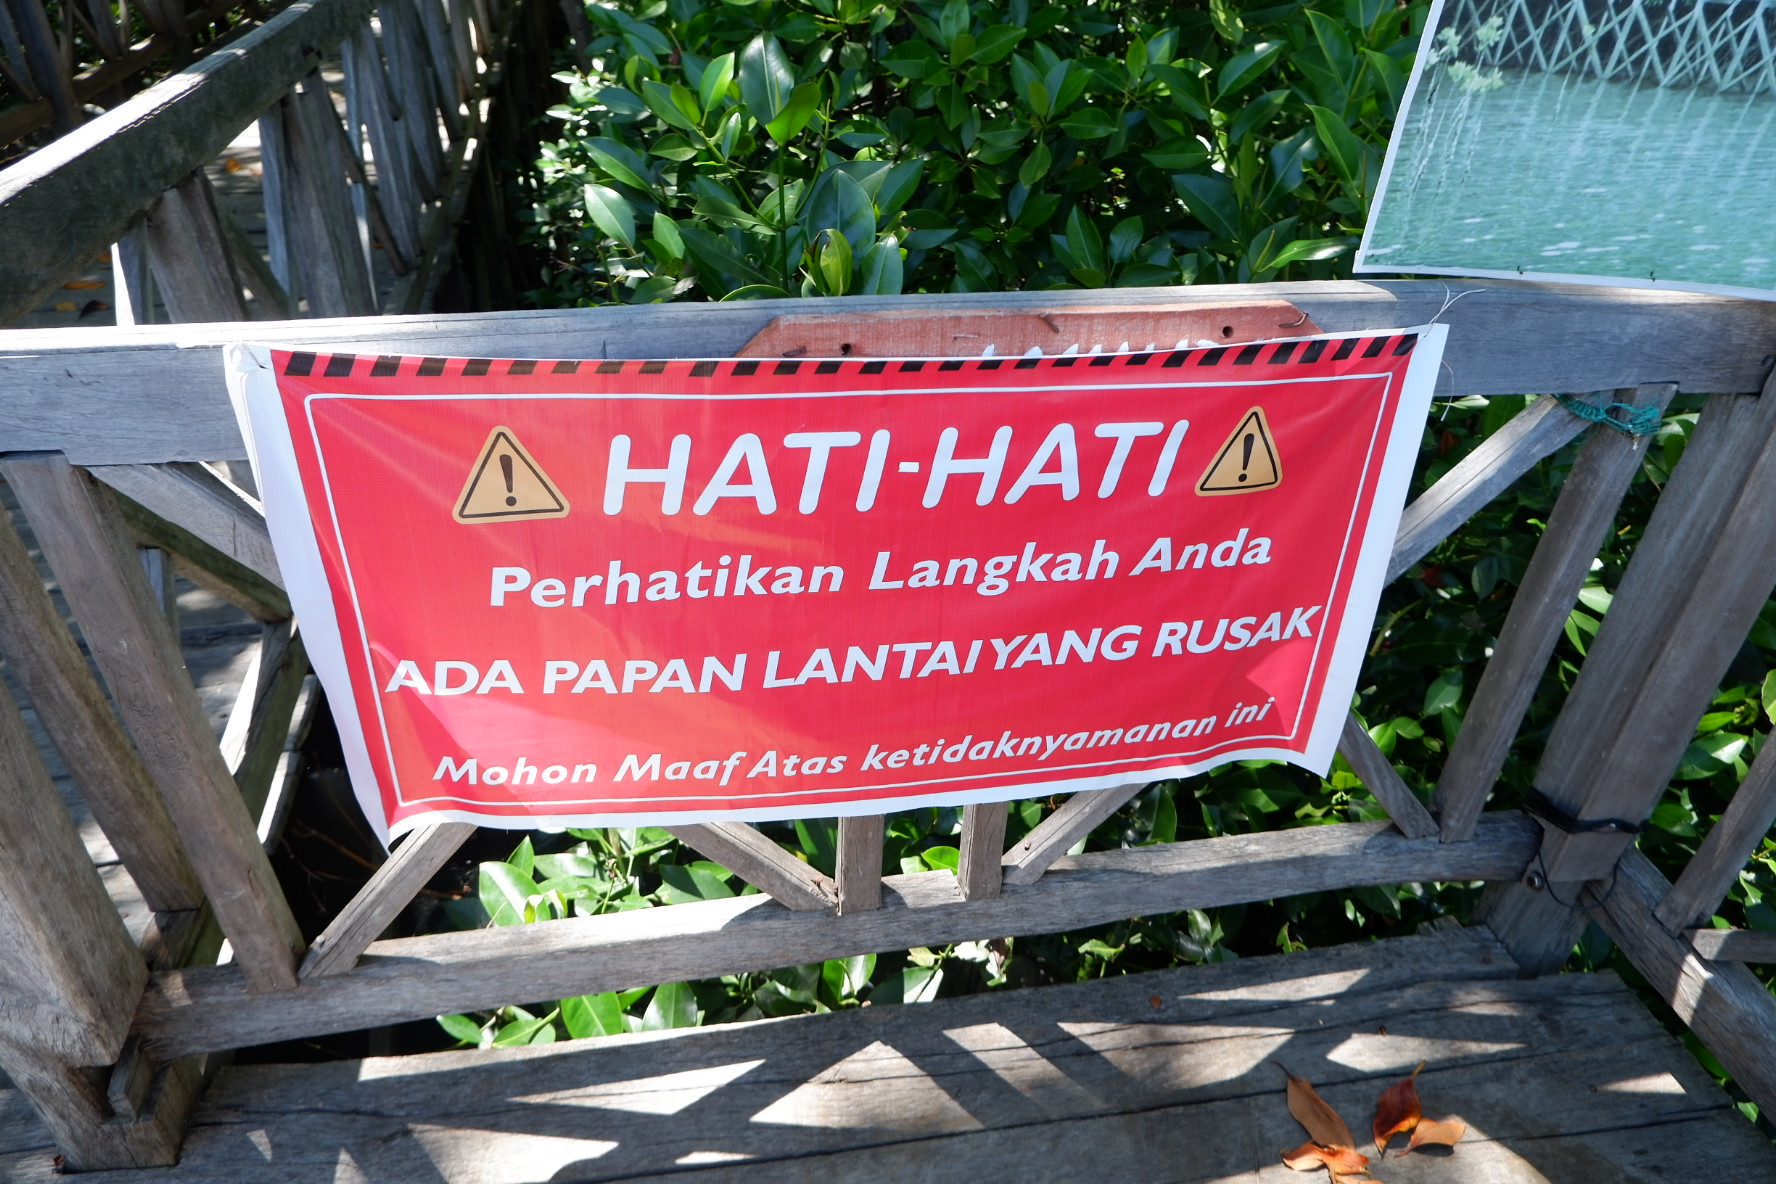 HATI-HATI
Perhatikan Langkah Anda
ADA PAPAN LANTAI YANG RUSAK
Mohon Maaf Atas ketidaknyamanan ini